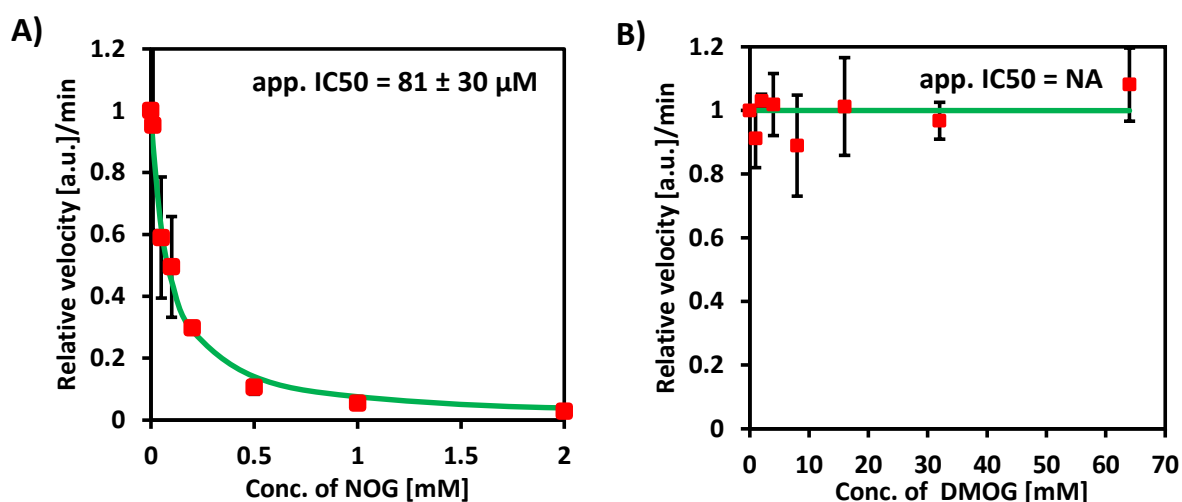 A)
app. IC50 = 81 ± 30 µM
Relative velocity [a.u.]/min
1.2
1
0.8
0.6
0.4
0.2
0
0 0.5 1 1.5 2
Conc. of NOG [mM]
B)
app. IC50 = NA
Relative velocity [a.u.]/min
1.2
1
0.8
0.6
0.4
0.2
0
0 10 20 30 40 50 60 70
Conc. of DMOG [mM]